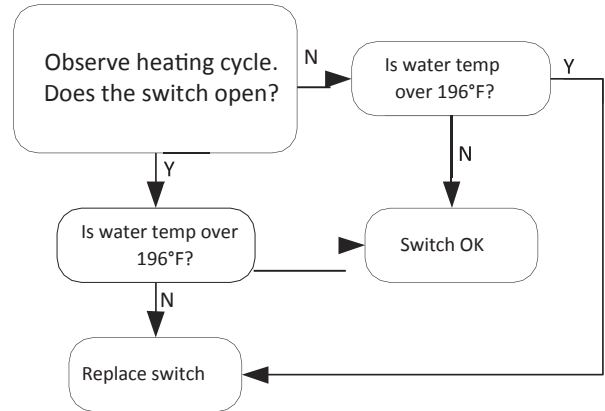 Observe heating cycle.
Does the switch open?
N
Is water temp
over 196°F?
Y
N
Y
Is water temp over
196°F?
Switch OK
N
Replace switch